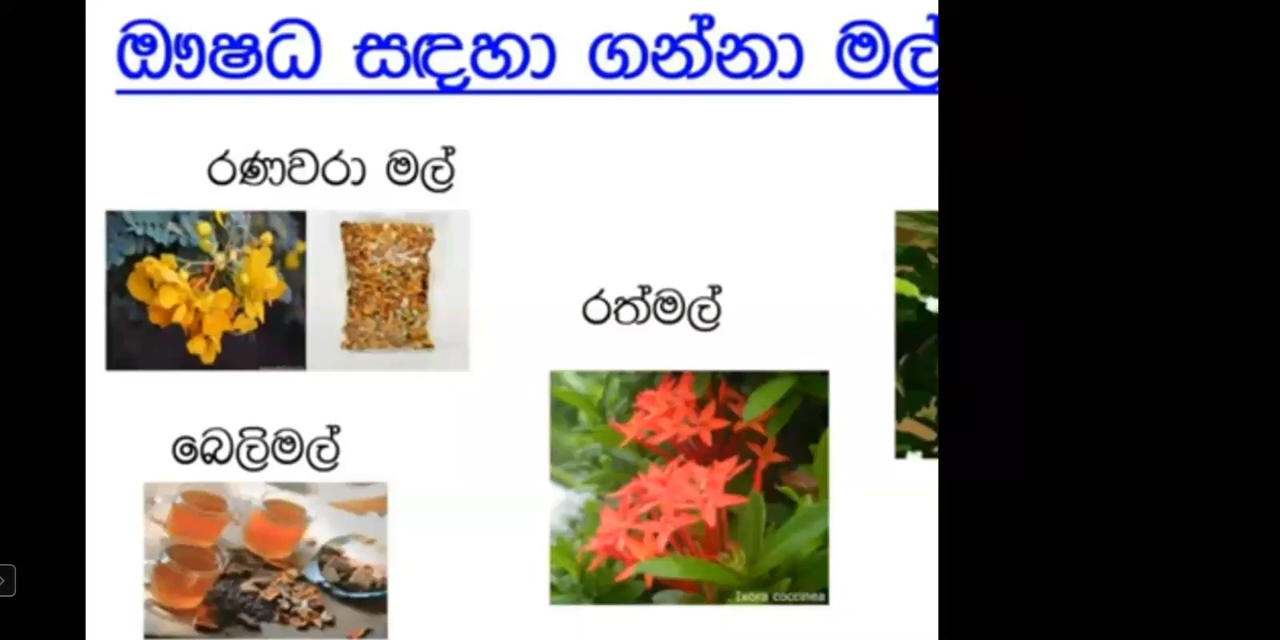 ඖෂධ සඳහා ගන්නා මල්
රණවරා මල්
රත්මල්
බෙලිමල්
Ixora coccinea